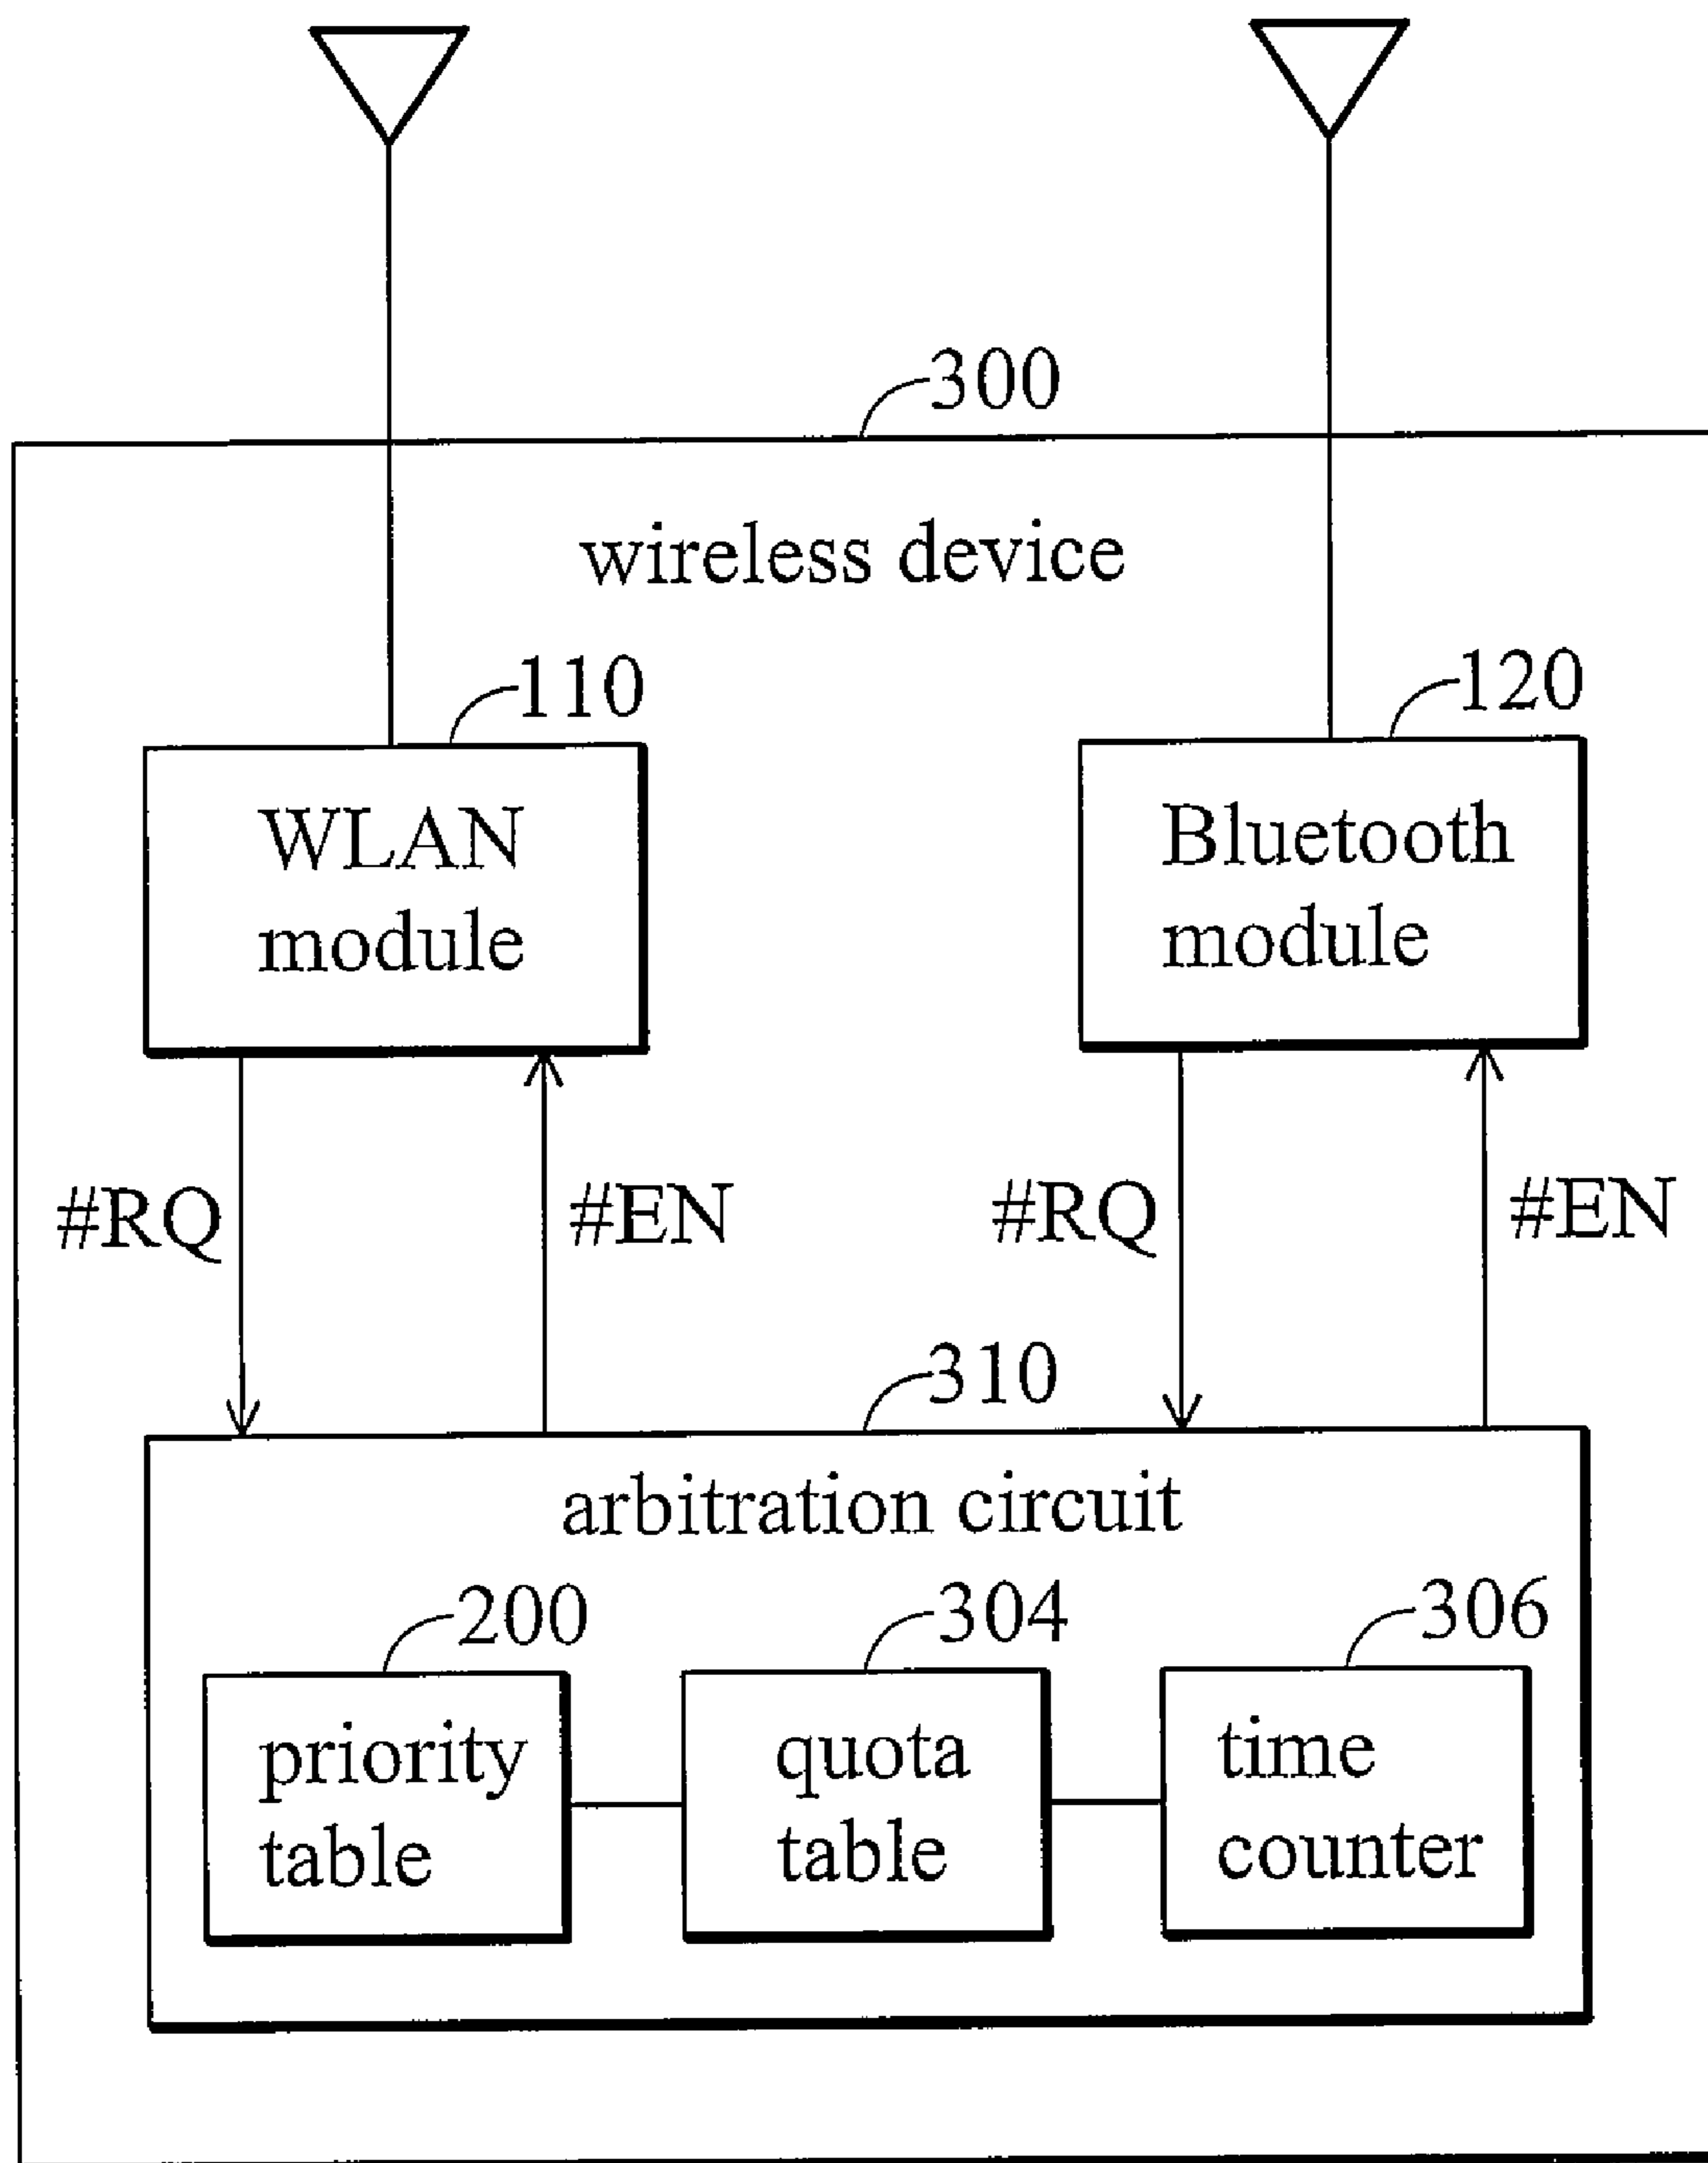 300
wireless device
110
120
WLAN
module
Bluetooth
module
#RQ
#EN
#RQ
#EN
310
arbitration circuit
200
304
306
priority
table
quota
table
time
counter